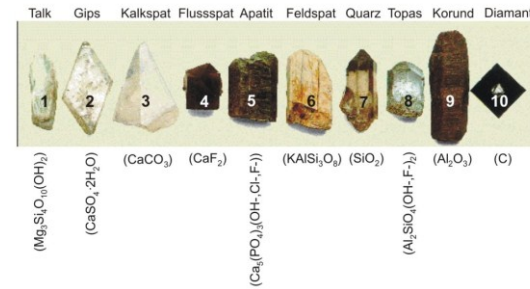 Talk Gips Kalkspat Flussspat Apatit Feldspat Quarz Topas Korund Diamant
1 2 3 4 5 6 7 8 9 10
(Mg₃Si₄O₁₀(OH)₂)
(CaSO₄·2H₂O)
(CaCO₃)
(CaF₂)
(Ca₅(PO₄)₃(OH-,Cl-,F-))
(KAlSi₃O₈)
(SiO₂)
(Al₂SiO₄(OH-,F-)₂)
(Al₂O₃)
(C)